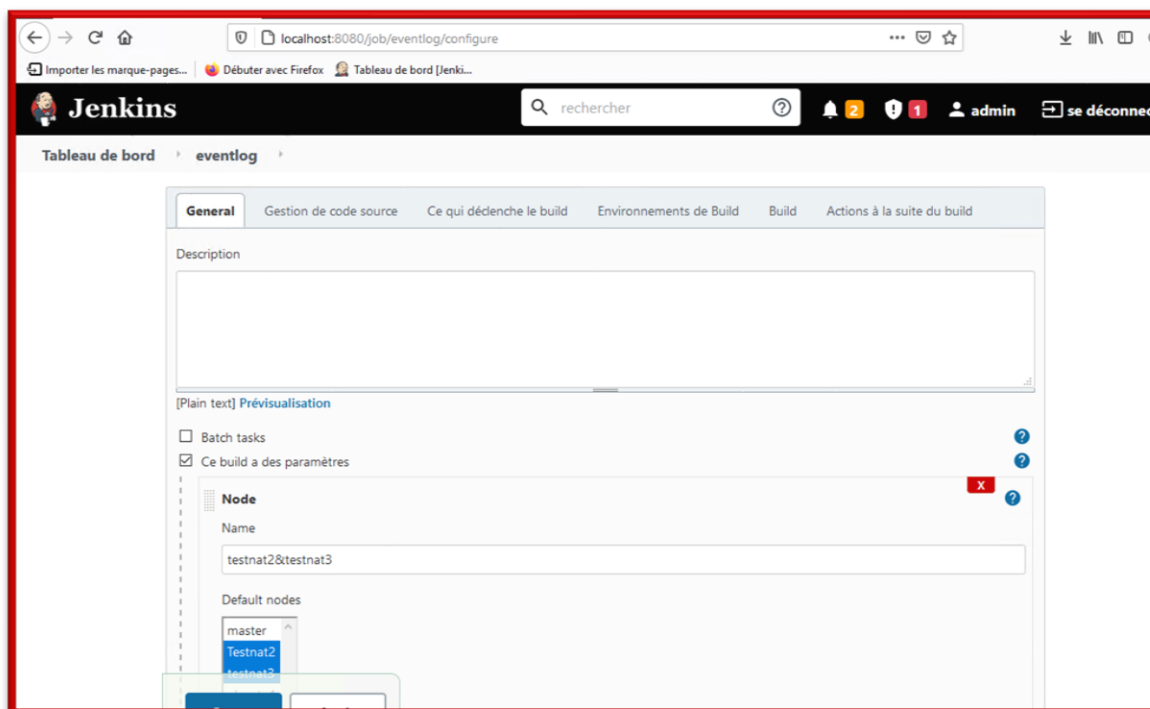 localhost:8080/job/eventlog/configure
Importer les marque-pages... Débuter avec Firefox Tableau de bord [Jenki...
Jenkins rechercher 2 1 admin se déconnec
Tableau de bord eventlog
General Gestion de code source Ce qui déclenche le build Environnements de Build Build Actions à la suite du build
Description
[Plain text] Prévisualisation
Batch tasks
Ce build a des paramètres
X
Node
Name
testnat2&testnat3
Default nodes
master
Testnat2
testnat3